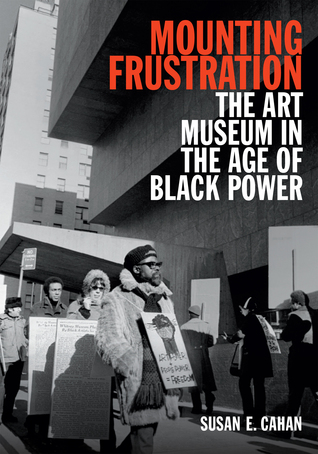 MOUNTING
FRUSTRATION
THE ART
MUSEUM IN
THE AGE OF
BLACK POWER
SUSAN E. CAHAN